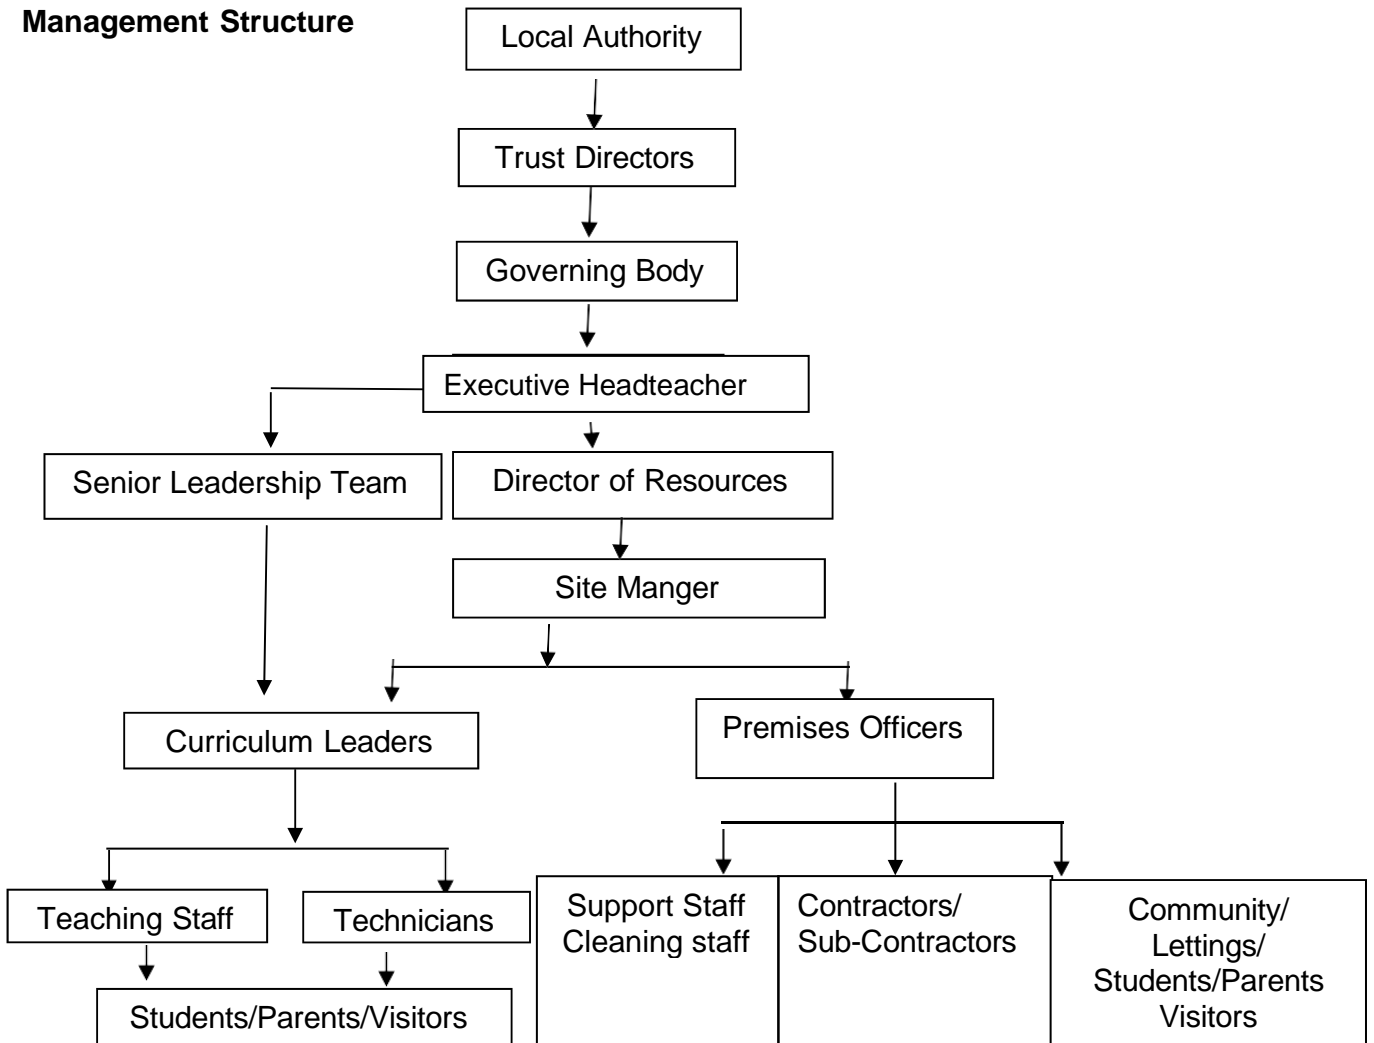 Management Structure
Local Authority
Trust Directors
Governing Body
Executive Headteacher
Senior Leadership Team
Director of Resources
Site Manger
Curriculum Leaders
Premises Officers
Teaching Staff
Technicians
Support Staff
Cleaning staff
Contractors/
Sub-Contractors
Community/
Lettings/
Students/Parents
Visitors
Students/Parents/Visitors